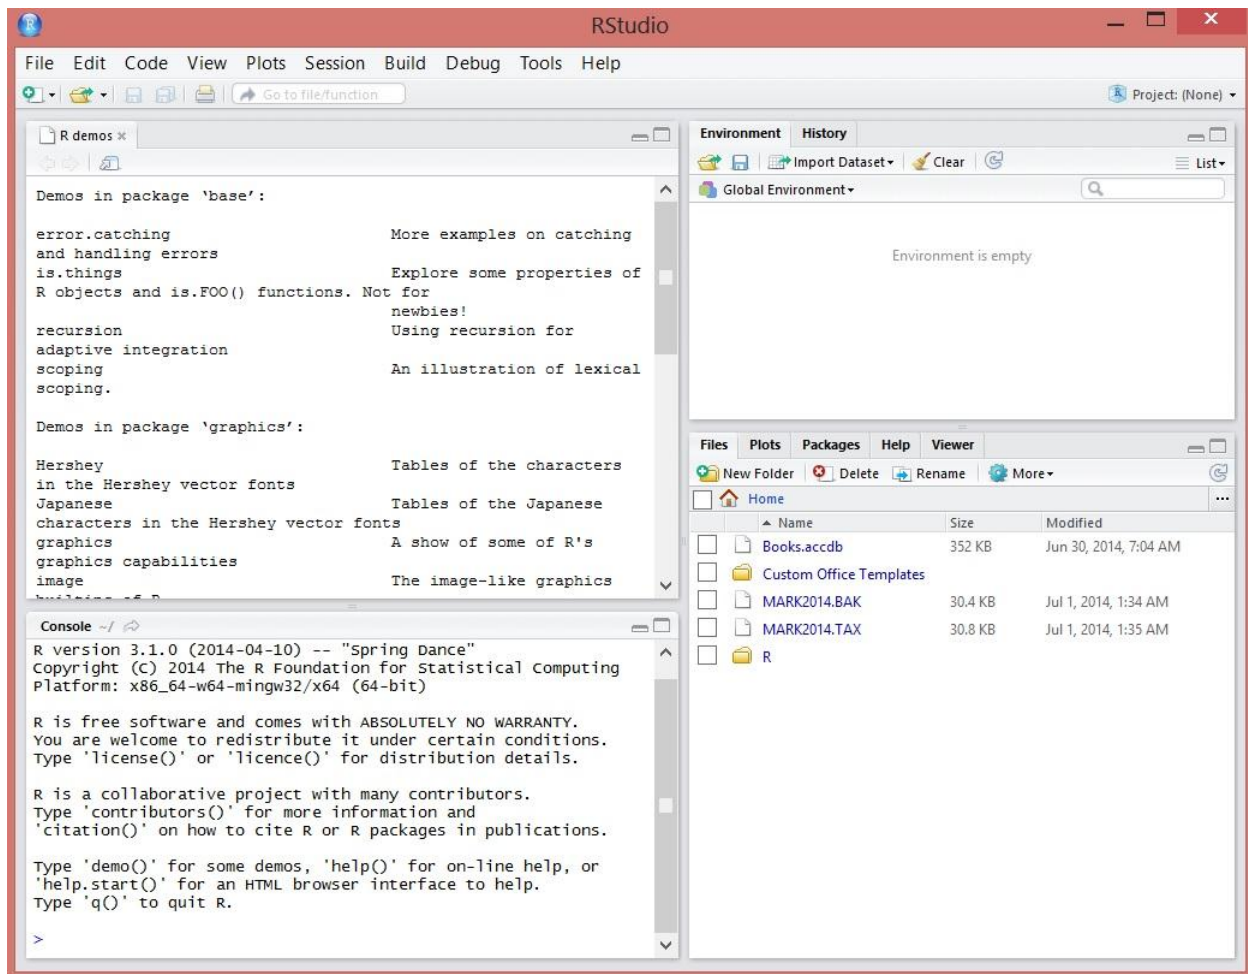 R
RStudio
File Edit Code View Plots Session Build Debug Tools Help
Go to file/function
R Project: (None)
R demos
Demos in package ‘base’:
error.catching More examples on catching
and handling errors
is.things Explore some properties of
R objects and is.FOO() functions. Not for
newbies!
recursion Using recursion for
adaptive integration
scoping An illustration of lexical
scoping.
Demos in package ‘graphics’:
Hershey Tables of the characters
in the Hershey vector fonts
Japanese Tables of the Japanese
characters in the Hershey vector fonts
graphics A show of some of R's
graphics capabilities
image The image-like graphics
builtins of R
Console ~/
R version 3.1.0 (2014-04-10) -- "Spring Dance"
Copyright (C) 2014 The R Foundation for Statistical Computing
Platform: x86_64-w64-mingw32/x64 (64-bit)
R is free software and comes with ABSOLUTELY NO WARRANTY.
You are welcome to redistribute it under certain conditions.
Type 'license()' or 'licence()' for distribution details.
R is a collaborative project with many contributors.
Type 'contributors()' for more information and
'citation()' on how to cite R or R packages in publications.
Type 'demo()' for some demos, 'help()' for on-line help, or
'help.start()' for an HTML browser interface to help.
Type 'q()' to quit R.
>
Environment History
Import Dataset Clear List
Global Environment
Environment is empty
Files Plots Packages Help Viewer
New Folder Delete Rename More
Home ...
Name Size Modified
Books.accdb 352 KB Jun 30, 2014, 7:04 AM
Custom Office Templates
MARK2014.BAK 30.4 KB Jul 1, 2014, 1:34 AM
MARK2014.TAX 30.8 KB Jul 1, 2014, 1:35 AM
R